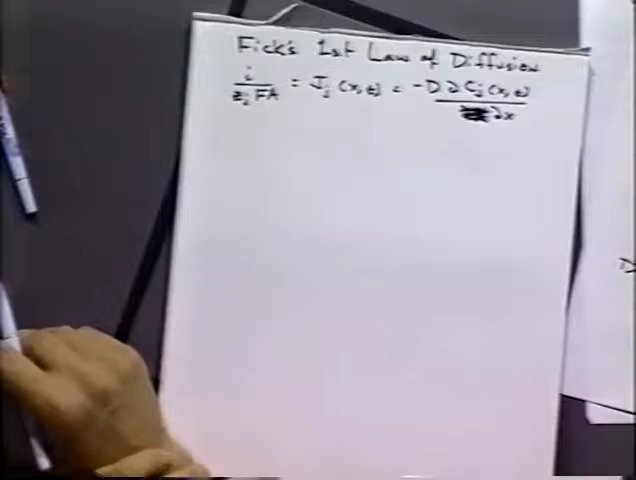 Fick's 1st Law of Diffusion
i / z_j FA = J_j (x,t) = -D ∂ C_j (x,t) / ∂x
D